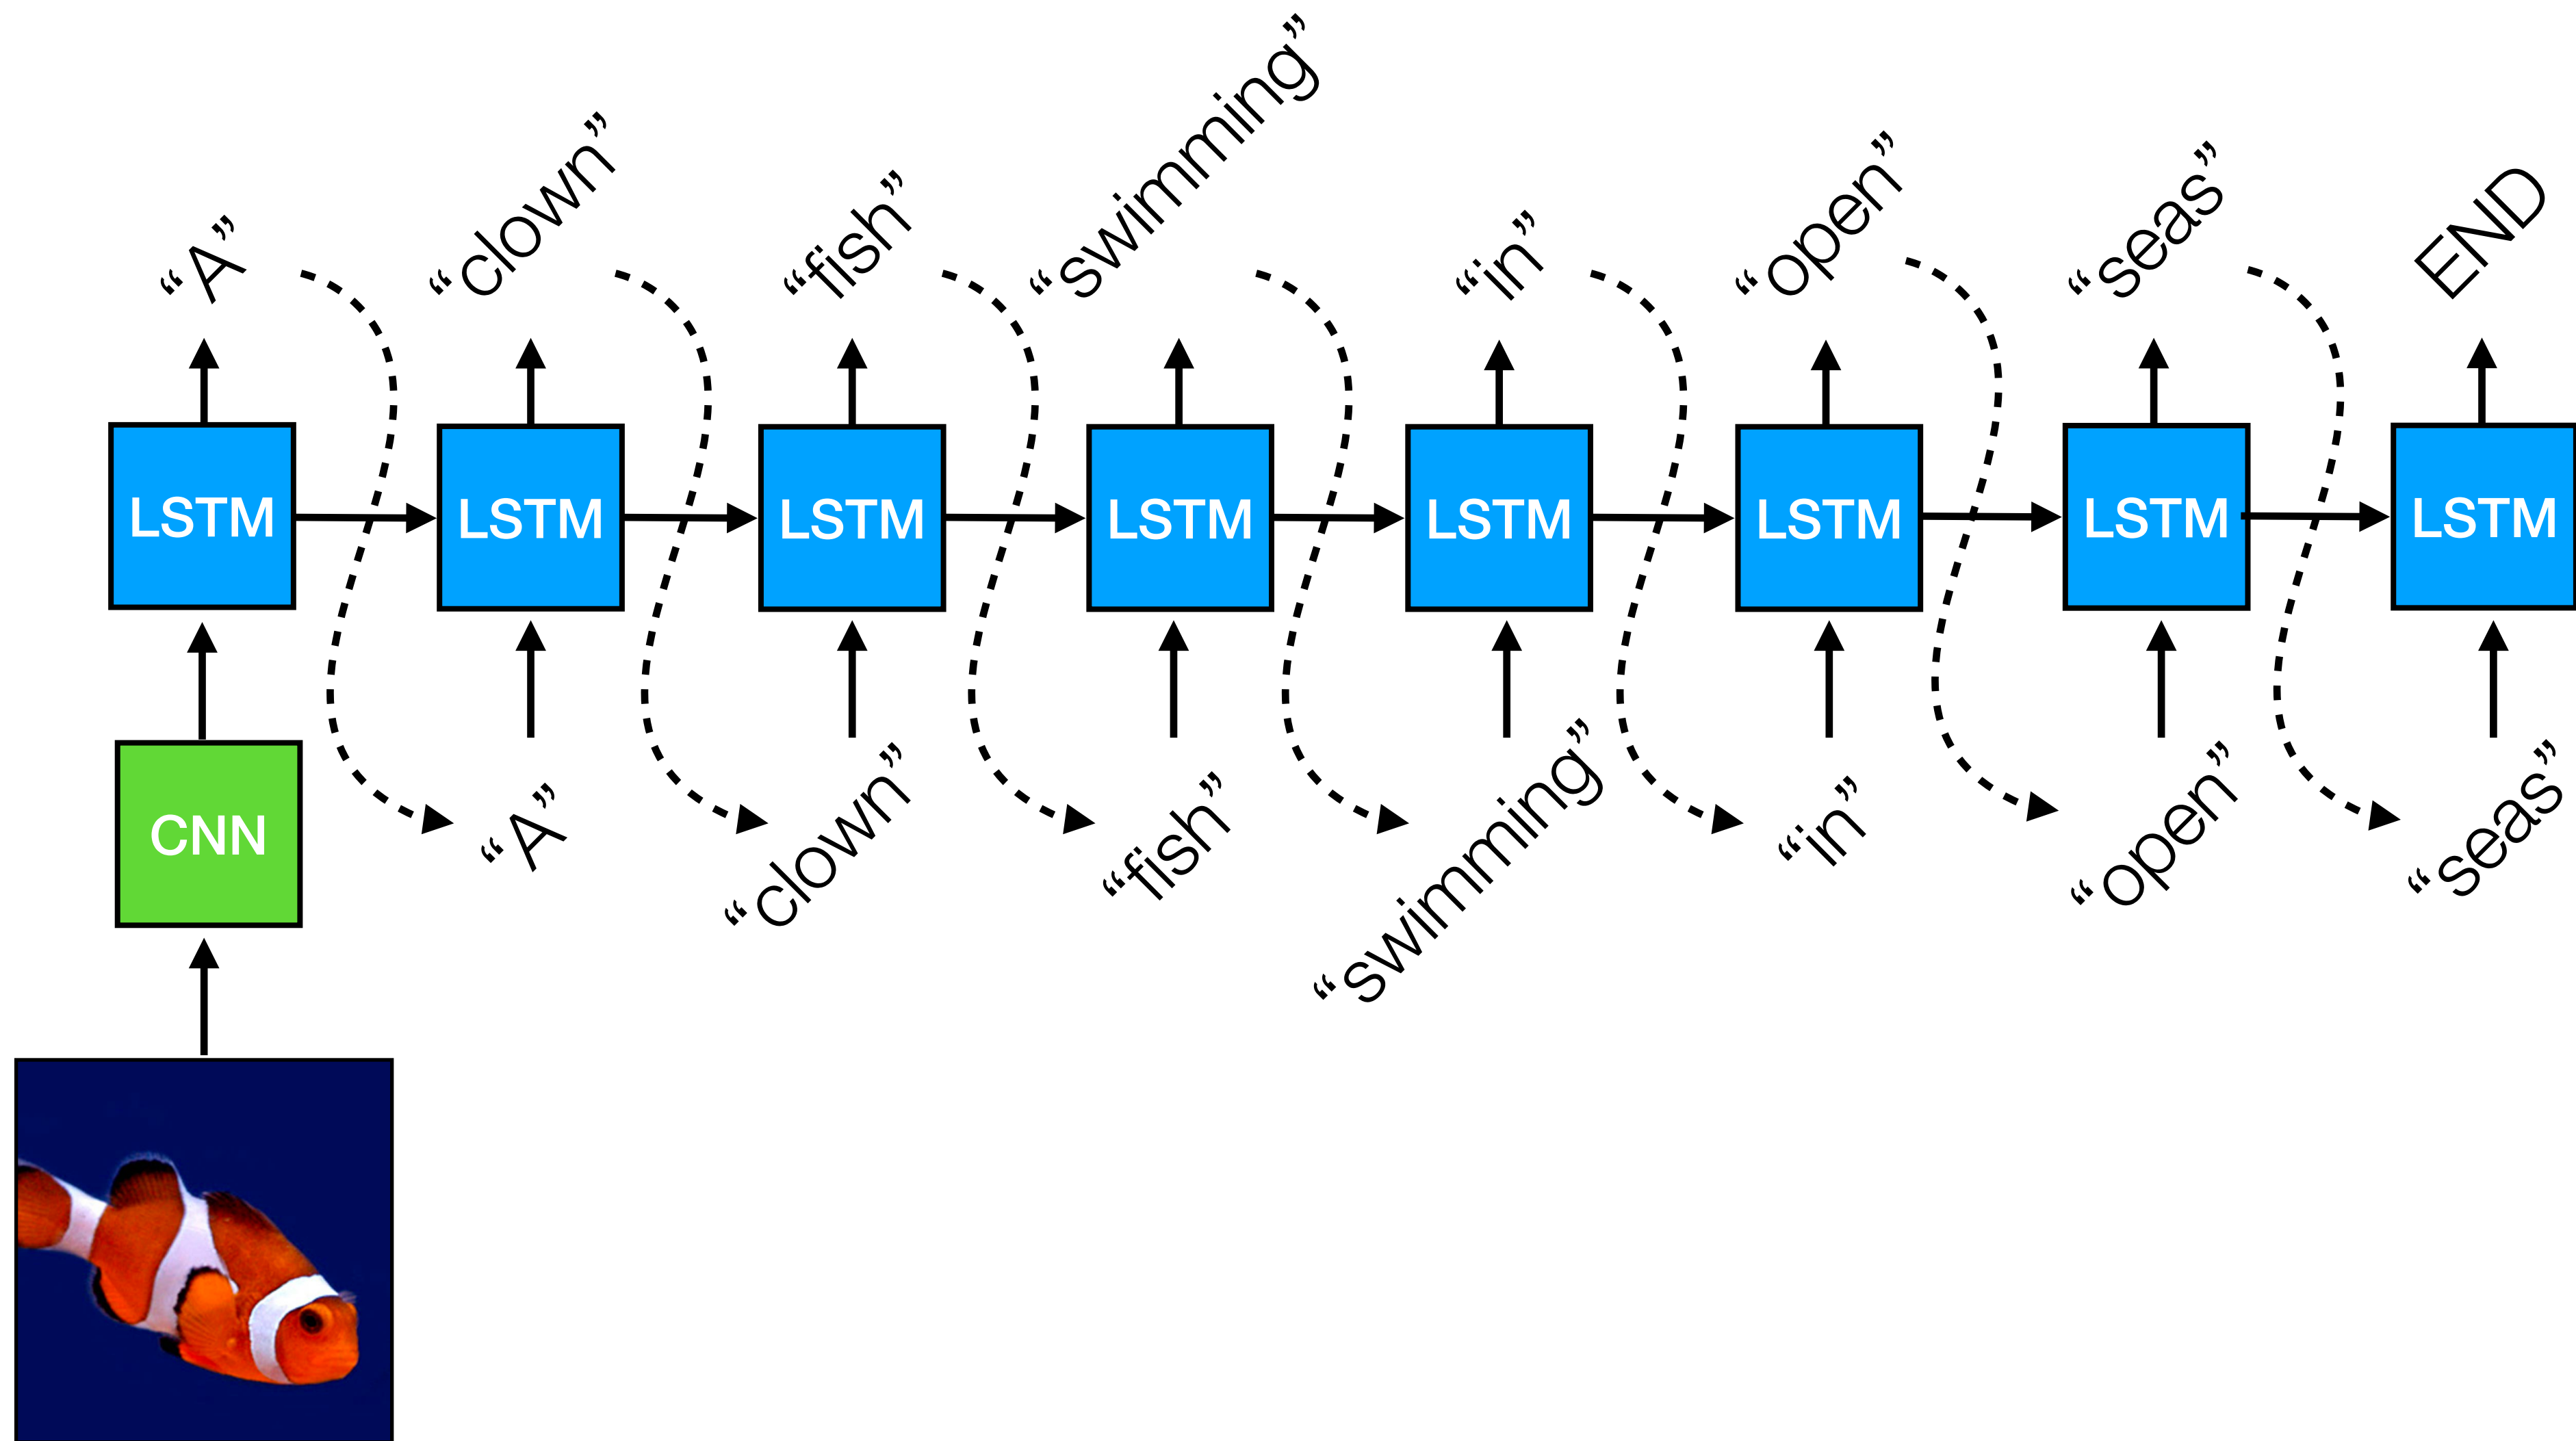 “A” “clown” “fish” “swimming” “in” “open” “seas” END
LSTM LSTM LSTM LSTM LSTM LSTM LSTM LSTM
CNN “A” “clown” “fish” “swimming” “in” “open” “seas”